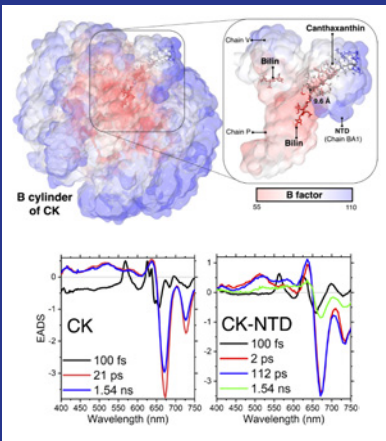 Canthaxanthin
Chain V
Bilin
9.6 Å
NTD
(Chain BA1)
Chain P
Bilin
B cylinder
of CK
B factor
55
110
EADS
0
-1
-2
-3
CK
100 fs
21 ps
1.54 ns
400 450 500 550 600 650 700 750
Wavelength (nm)
1
0
-1
-2
-3
CK-NTD
100 fs
2 ps
112 ps
1.54 ns
400 450 500 550 600 650 700 750
Wavelength (nm)